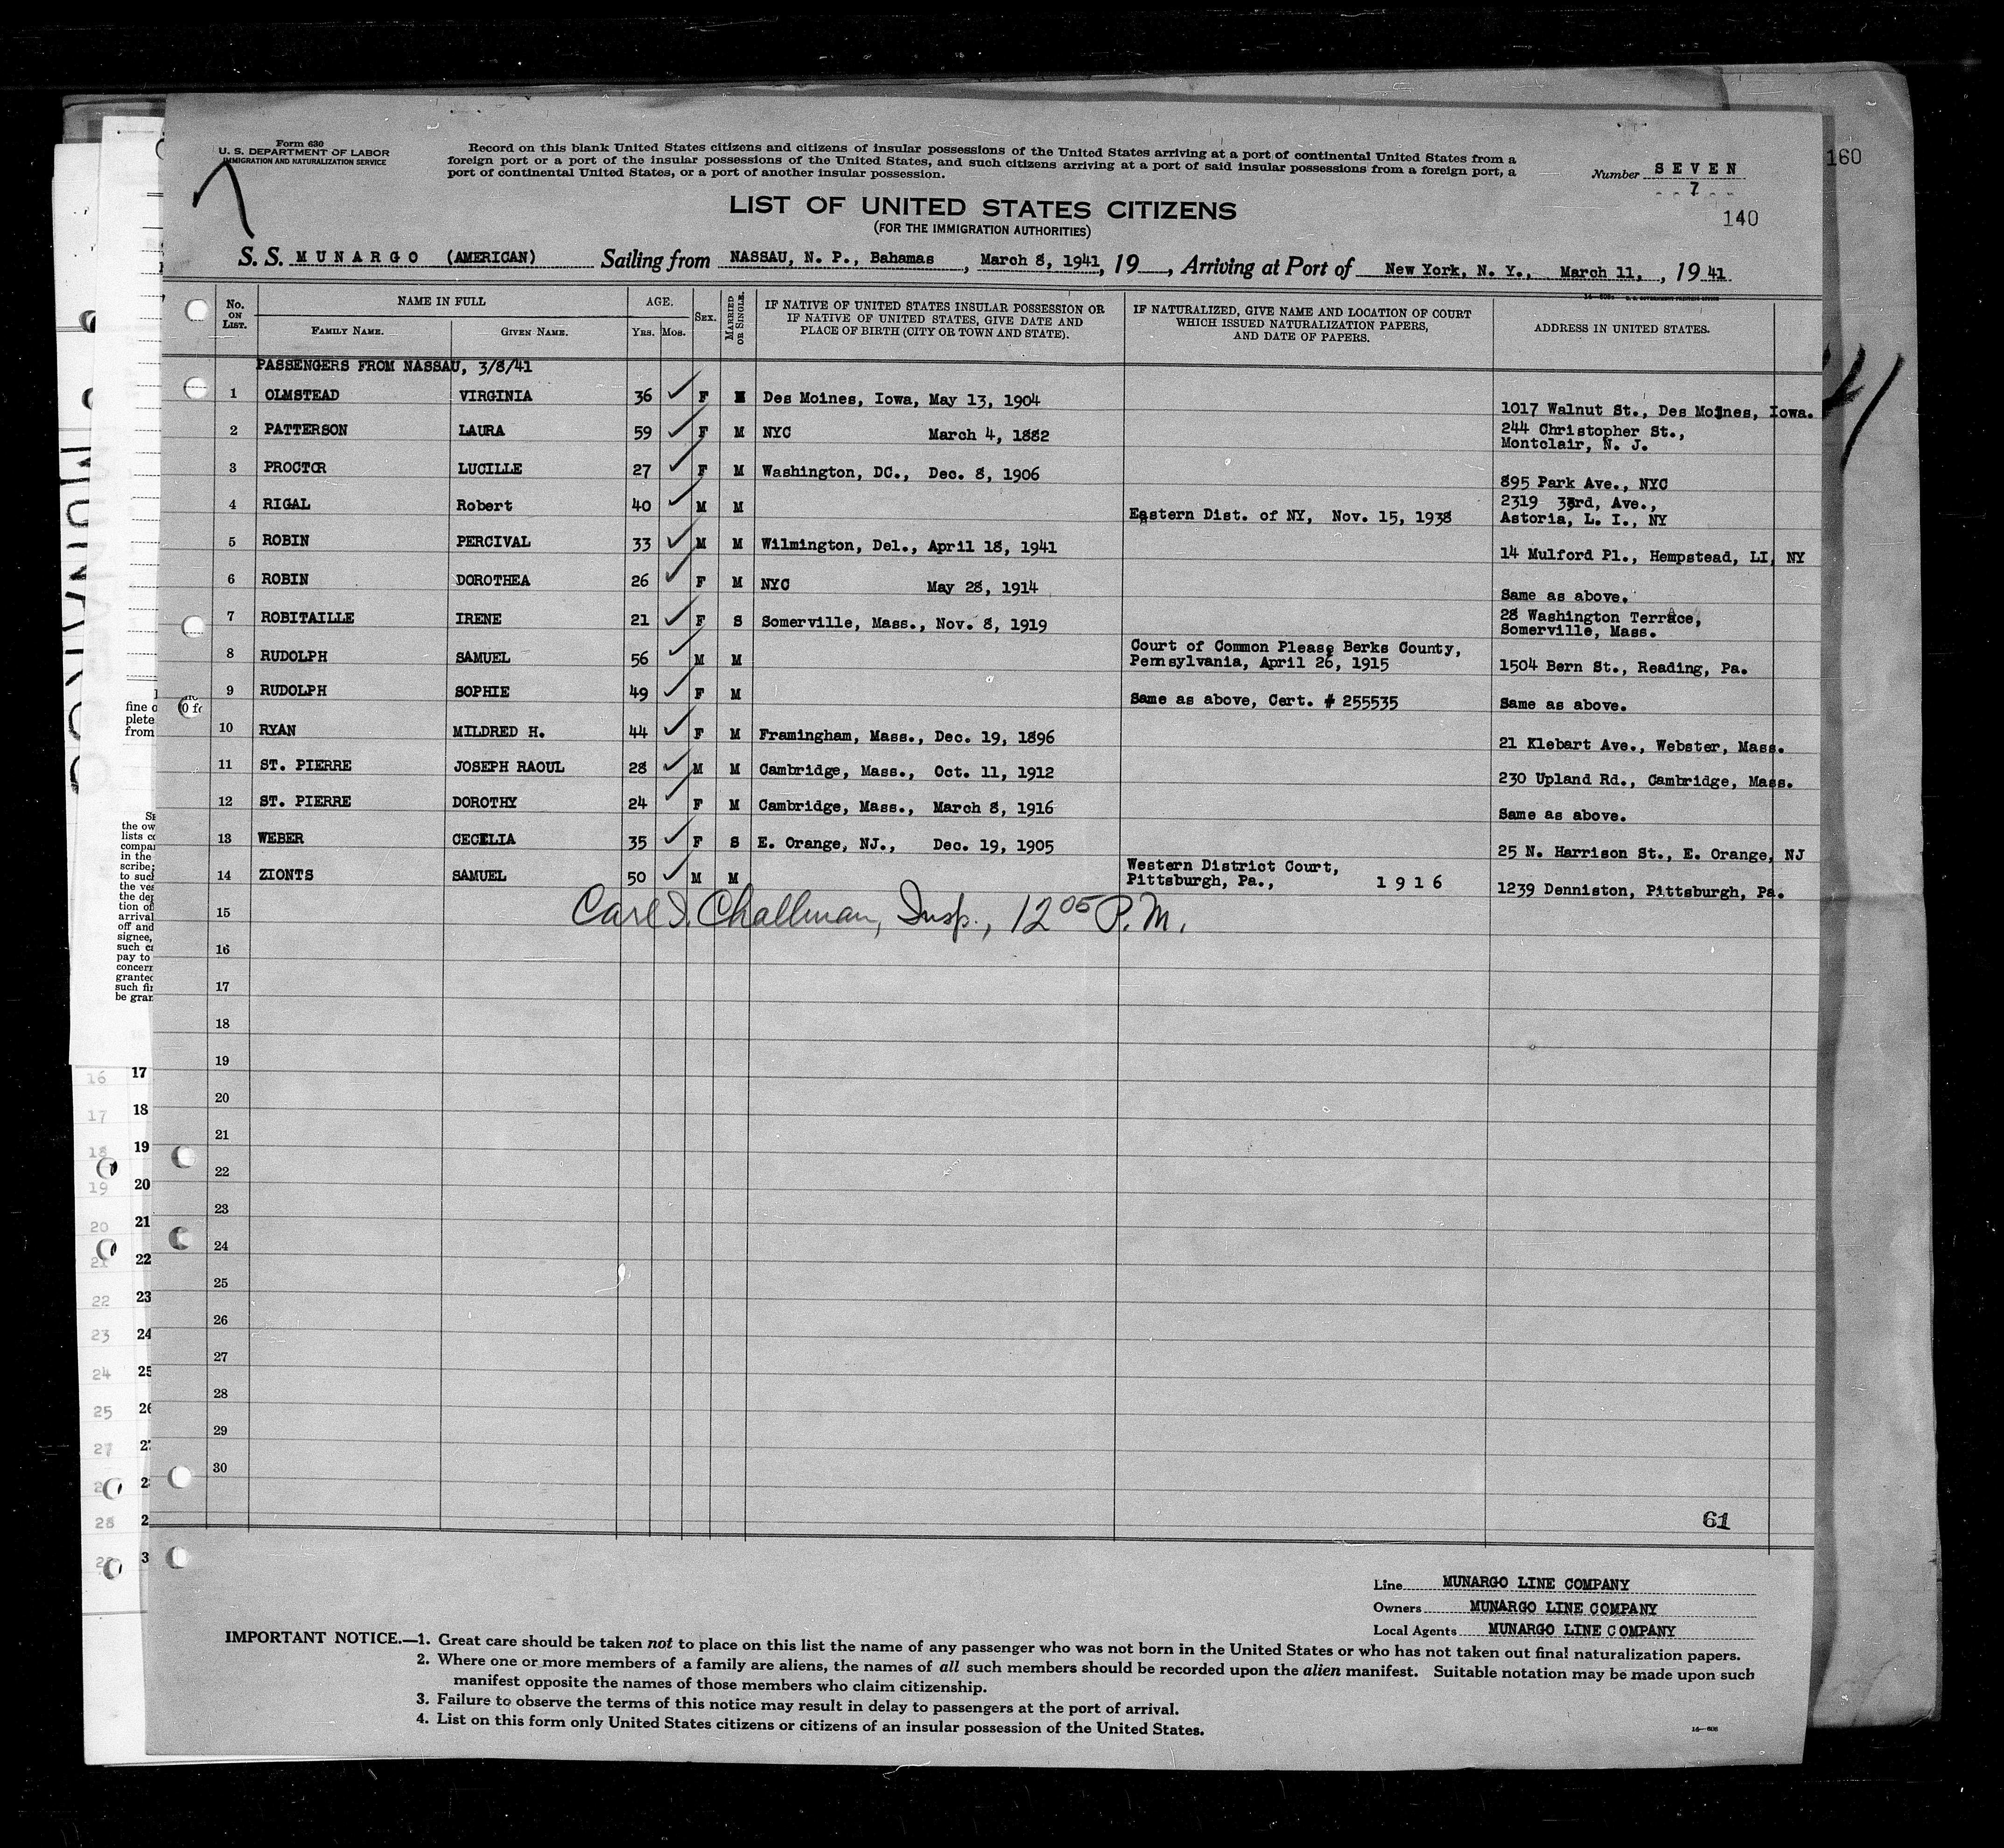 Form 630
U. S. DEPARTMENT OF LABOR
IMMIGRATION AND NATURALIZATION SERVICE
Record on this blank United States citizens and citizens of insular possessions of the United States arriving at a port of continental United States from a
foreign port or a port of the insular possessions of the United States, and such citizens arriving at a port of said insular possessions from a foreign port, a
port of continental United States, or a port of another insular possession.
Number SEVEN
7
160
140
LIST OF UNITED STATES CITIZENS
(FOR THE IMMIGRATION AUTHORITIES)
S. S. MUNARGO (AMERICAN) Sailing from NASSAU, N. P., Bahamas, March 8, 1941, 19, Arriving at Port of New York, N. Y., March 11,, 1941
No. ON LIST.
NAME IN FULL
FAMILY NAME. GIVEN NAME.
AGE.
YRS. MOS.
SEX.
MARRIED OR SINGLE.
IF NATIVE OF UNITED STATES INSULAR POSSESSION OR
IF NATIVE OF UNITED STATES, GIVE DATE AND
PLACE OF BIRTH (CITY OR TOWN AND STATE).
IF NATURALIZED, GIVE NAME AND LOCATION OF COURT
WHICH ISSUED NATURALIZATION PAPERS,
AND DATE OF PAPERS.
ADDRESS IN UNITED STATES.
PASSENGERS FROM NASSAU, 3/8/41
1 OLMSTEAD VIRGINIA 36 F Des Moines, Iowa, May 13, 1904 1017 Walnut St., Des Moines, Iowa.
2 PATTERSON LAURA 59 F M NYC March 4, 1882 244 Christopher St.,
Montclair, N. J.
3 PROCTOR LUCILLE 27 F M Washington, DC., Dec. 8, 1906 895 Park Ave., NYC
4 RIGAL Robert 40 M M Eastern Dist. of NY, Nov. 15, 1938 2319 33rd, Ave.,
Astoria, L. I., NY
5 ROBIN PERCIVAL 33 M M Wilmington, Del., April 18, 1941 14 Mulford Pl., Hempstead, LI, NY
6 ROBIN DOROTHEA 26 F M NYC May 28, 1914 Same as above.
7 ROBITAILLE IRENE 21 F S Somerville, Mass., Nov. 8, 1919 28 Washington Terrace,
Somerville, Mass.
8 RUDOLPH SAMUEL 56 M M Court of Common Please Berks County,
Pennsylvania, April 26, 1915 1504 Bern St., Reading, Pa.
9 RUDOLPH SOPHIE 49 F M Same as above, Cert. # 255535 Same as above.
10 RYAN MILDRED H. 44 F M Framingham, Mass., Dec. 19, 1896 21 Klebart Ave., Webster, Mass.
11 ST. PIERRE JOSEPH RAOUL 28 M M Cambridge, Mass., Oct. 11, 1912 230 Upland Rd., Cambridge, Mass.
12 ST. PIERRE DOROTHY 24 F M Cambridge, Mass., March 8, 1916 Same as above.
13 WEBER CECELIA 35 F S E. Orange, NJ., Dec. 19, 1905 25 N. Harrison St., E. Orange, NJ
14 ZIONTS SAMUEL 50 M M Western District Court,
Pittsburgh, Pa., 1916 1239 Denniston, Pittsburgh, Pa.
15 Carl I. Challman, Insp., 12 05 P.M.
16
17
18
19
20
21
22
23
24
25
26
27
28
29
30
61
Line MUNARGO LINE COMPANY
Owners MUNARGO LINE COMPANY
Local Agents MUNARGO LINE COMPANY
IMPORTANT NOTICE.—1. Great care should be taken not to place on this list the name of any passenger who was not born in the United States or who has not taken out final naturalization papers.
2. Where one or more members of a family are aliens, the names of all such members should be recorded upon the alien manifest. Suitable notation may be made upon such
manifest opposite the names of those members who claim citizenship.
3. Failure to observe the terms of this notice may result in delay to passengers at the port of arrival.
4. List on this form only United States citizens or citizens of an insular possession of the United States.